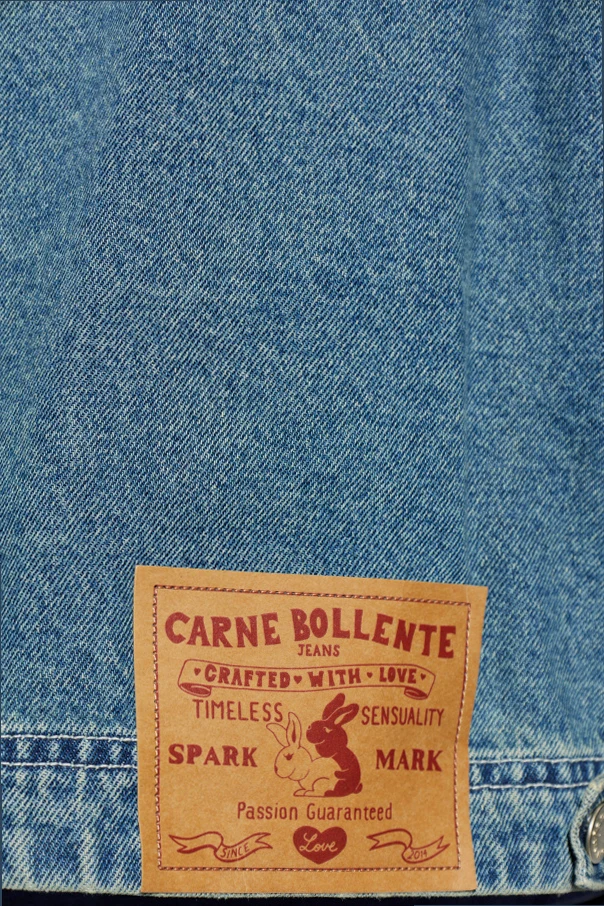 CARNE BOLLENTE
JEANS
CRAFTED WITH LOVE
TIMELESS SENSUALITY
SPARK MARK
Passion Guaranteed
SINCE Love 2014